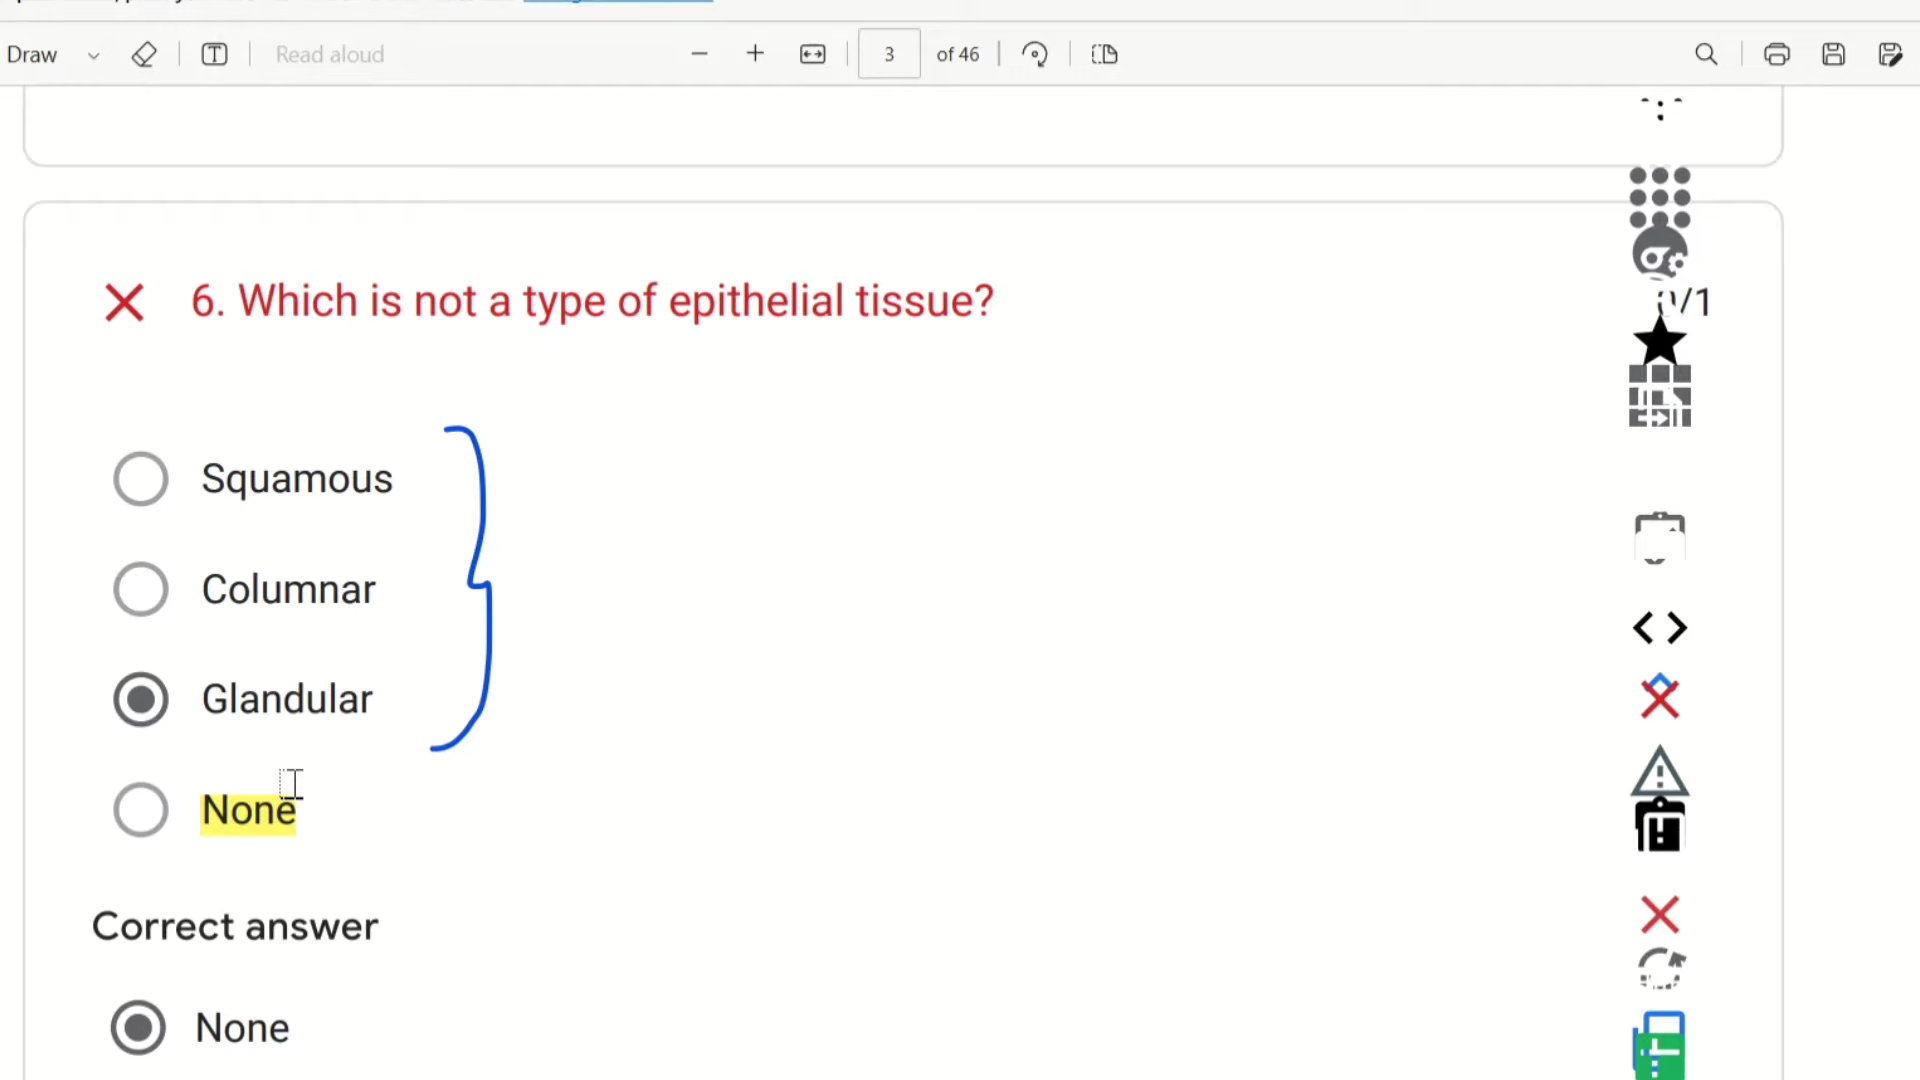 Draw
Read aloud
3
of 46
6. Which is not a type of epithelial tissue?
/1
Squamous
Columnar
Glandular
None
Correct answer
None